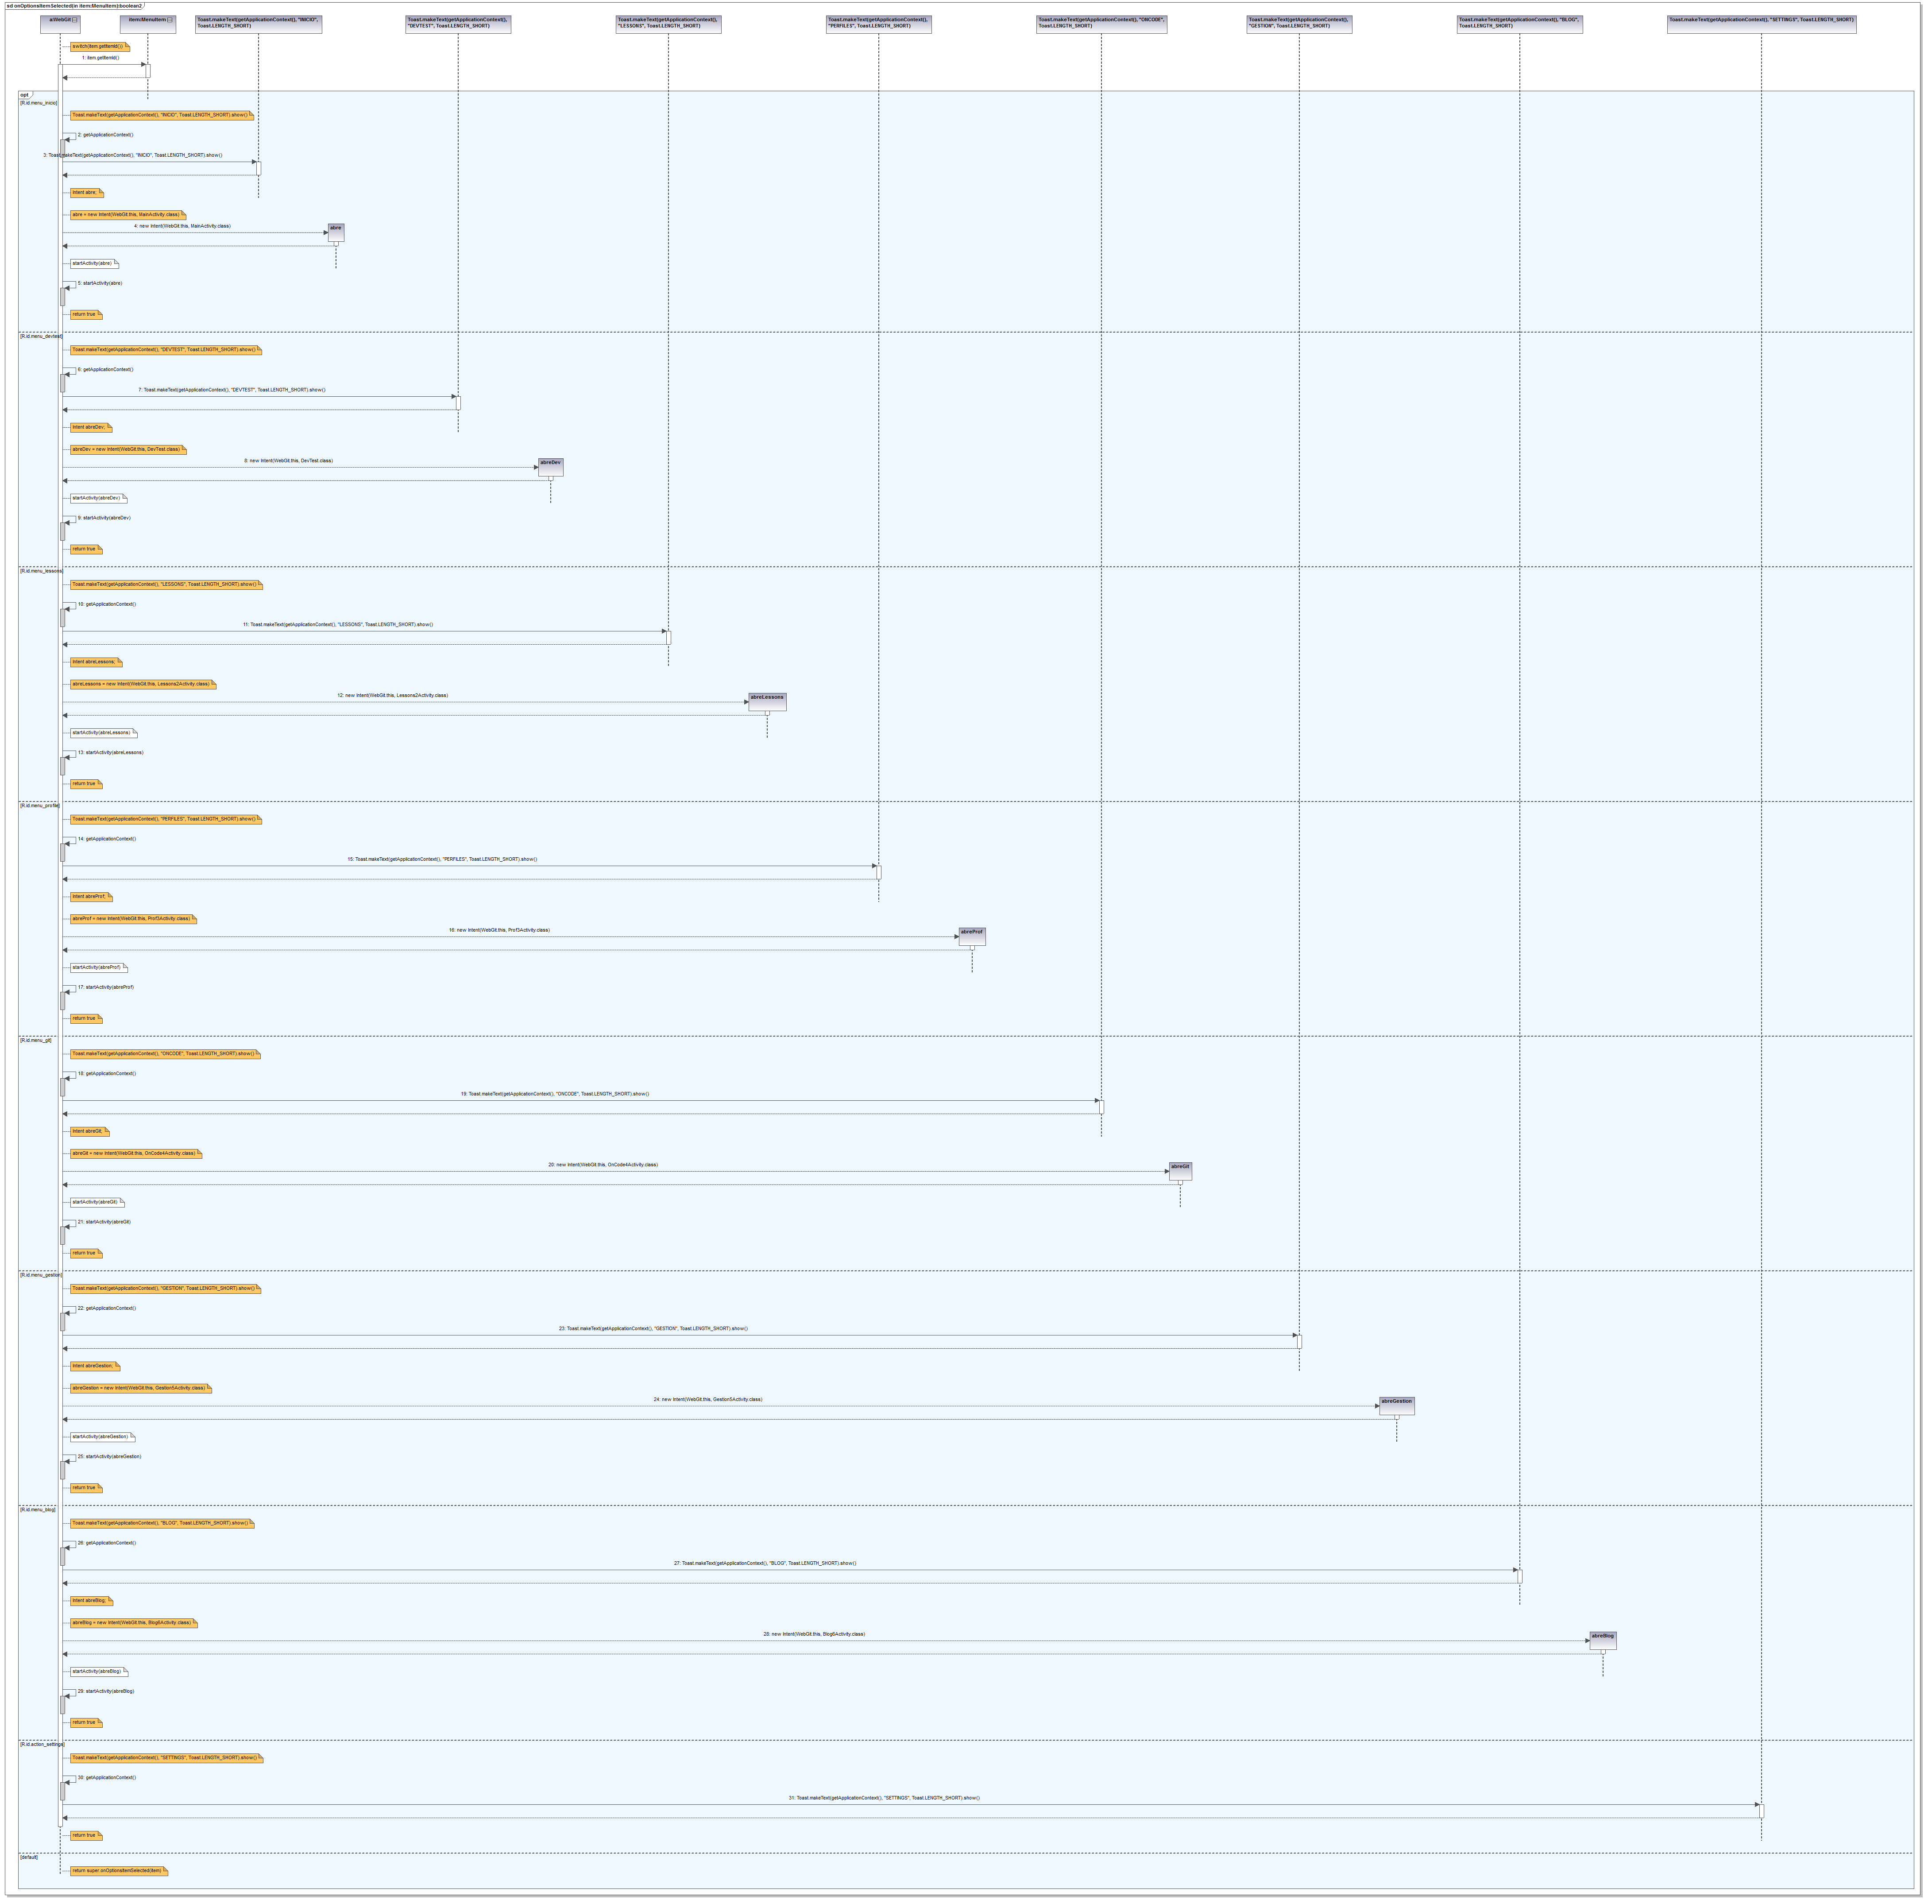 sd onOptionsItemSelected(in item:MenuItem):boolean2
a:WebGit
item:MenuItem
Toast.makeText(getApplicationContext(), "INICIO",
Toast.LENGTH_SHORT)
Toast.makeText(getApplicationContext(),
"DEVTEST", Toast.LENGTH_SHORT)
Toast.makeText(getApplicationContext(),
"LESSONS", Toast.LENGTH_SHORT)
Toast.makeText(getApplicationContext(),
"PERFILES", Toast.LENGTH_SHORT)
Toast.makeText(getApplicationContext(), "ONCODE",
Toast.LENGTH_SHORT)
Toast.makeText(getApplicationContext(),
"GESTION", Toast.LENGTH_SHORT)
Toast.makeText(getApplicationContext(), "BLOG",
Toast.LENGTH_SHORT)
Toast.makeText(getApplicationContext(), "SETTINGS", Toast.LENGTH_SHORT)
switch(item.getItemId())
1: item.getItemId()
opt
[R.id.menu_inicio]
Toast.makeText(getApplicationContext(), "INICIO", Toast.LENGTH_SHORT).show()
2: getApplicationContext()
3: Toast.makeText(getApplicationContext(), "INICIO", Toast.LENGTH_SHORT).show()
Intent abre;
abre = new Intent(WebGit.this, MainActivity.class)
4: new Intent(WebGit.this, MainActivity.class)
abre
startActivity(abre)
5: startActivity(abre)
return true
[R.id.menu_devtest]
Toast.makeText(getApplicationContext(), "DEVTEST", Toast.LENGTH_SHORT).show()
6: getApplicationContext()
7: Toast.makeText(getApplicationContext(), "DEVTEST", Toast.LENGTH_SHORT).show()
Intent abreDev;
abreDev = new Intent(WebGit.this, DevTest.class)
8: new Intent(WebGit.this, DevTest.class)
abreDev
startActivity(abreDev)
9: startActivity(abreDev)
return true
[R.id.menu_lessons]
Toast.makeText(getApplicationContext(), "LESSONS", Toast.LENGTH_SHORT).show()
10: getApplicationContext()
11: Toast.makeText(getApplicationContext(), "LESSONS", Toast.LENGTH_SHORT).show()
Intent abreLessons;
abreLessons = new Intent(WebGit.this, Lessons2Activity.class)
12: new Intent(WebGit.this, Lessons2Activity.class)
abreLessons
startActivity(abreLessons)
13: startActivity(abreLessons)
return true
[R.id.menu_profile]
Toast.makeText(getApplicationContext(), "PERFILES", Toast.LENGTH_SHORT).show()
14: getApplicationContext()
15: Toast.makeText(getApplicationContext(), "PERFILES", Toast.LENGTH_SHORT).show()
Intent abreProf;
abreProf = new Intent(WebGit.this, Prof3Activity.class)
16: new Intent(WebGit.this, Prof3Activity.class)
abreProf
startActivity(abreProf)
17: startActivity(abreProf)
return true
[R.id.menu_git]
Toast.makeText(getApplicationContext(), "ONCODE", Toast.LENGTH_SHORT).show()
18: getApplicationContext()
19: Toast.makeText(getApplicationContext(), "ONCODE", Toast.LENGTH_SHORT).show()
Intent abreGit;
abreGit = new Intent(WebGit.this, OnCode4Activity.class)
20: new Intent(WebGit.this, OnCode4Activity.class)
abreGit
startActivity(abreGit)
21: startActivity(abreGit)
return true
[R.id.menu_gestion]
Toast.makeText(getApplicationContext(), "GESTION", Toast.LENGTH_SHORT).show()
22: getApplicationContext()
23: Toast.makeText(getApplicationContext(), "GESTION", Toast.LENGTH_SHORT).show()
Intent abreGestion;
abreGestion = new Intent(WebGit.this, Gestion5Activity.class)
24: new Intent(WebGit.this, Gestion5Activity.class)
abreGestion
startActivity(abreGestion)
25: startActivity(abreGestion)
return true
[R.id.menu_blog]
Toast.makeText(getApplicationContext(), "BLOG", Toast.LENGTH_SHORT).show()
26: getApplicationContext()
27: Toast.makeText(getApplicationContext(), "BLOG", Toast.LENGTH_SHORT).show()
Intent abreBlog;
abreBlog = new Intent(WebGit.this, Blog6Activity.class)
28: new Intent(WebGit.this, Blog6Activity.class)
abreBlog
startActivity(abreBlog)
29: startActivity(abreBlog)
return true
[R.id.action_settings]
Toast.makeText(getApplicationContext(), "SETTINGS", Toast.LENGTH_SHORT).show()
30: getApplicationContext()
31: Toast.makeText(getApplicationContext(), "SETTINGS", Toast.LENGTH_SHORT).show()
return true
[default]
return super.onOptionsItemSelected(item)